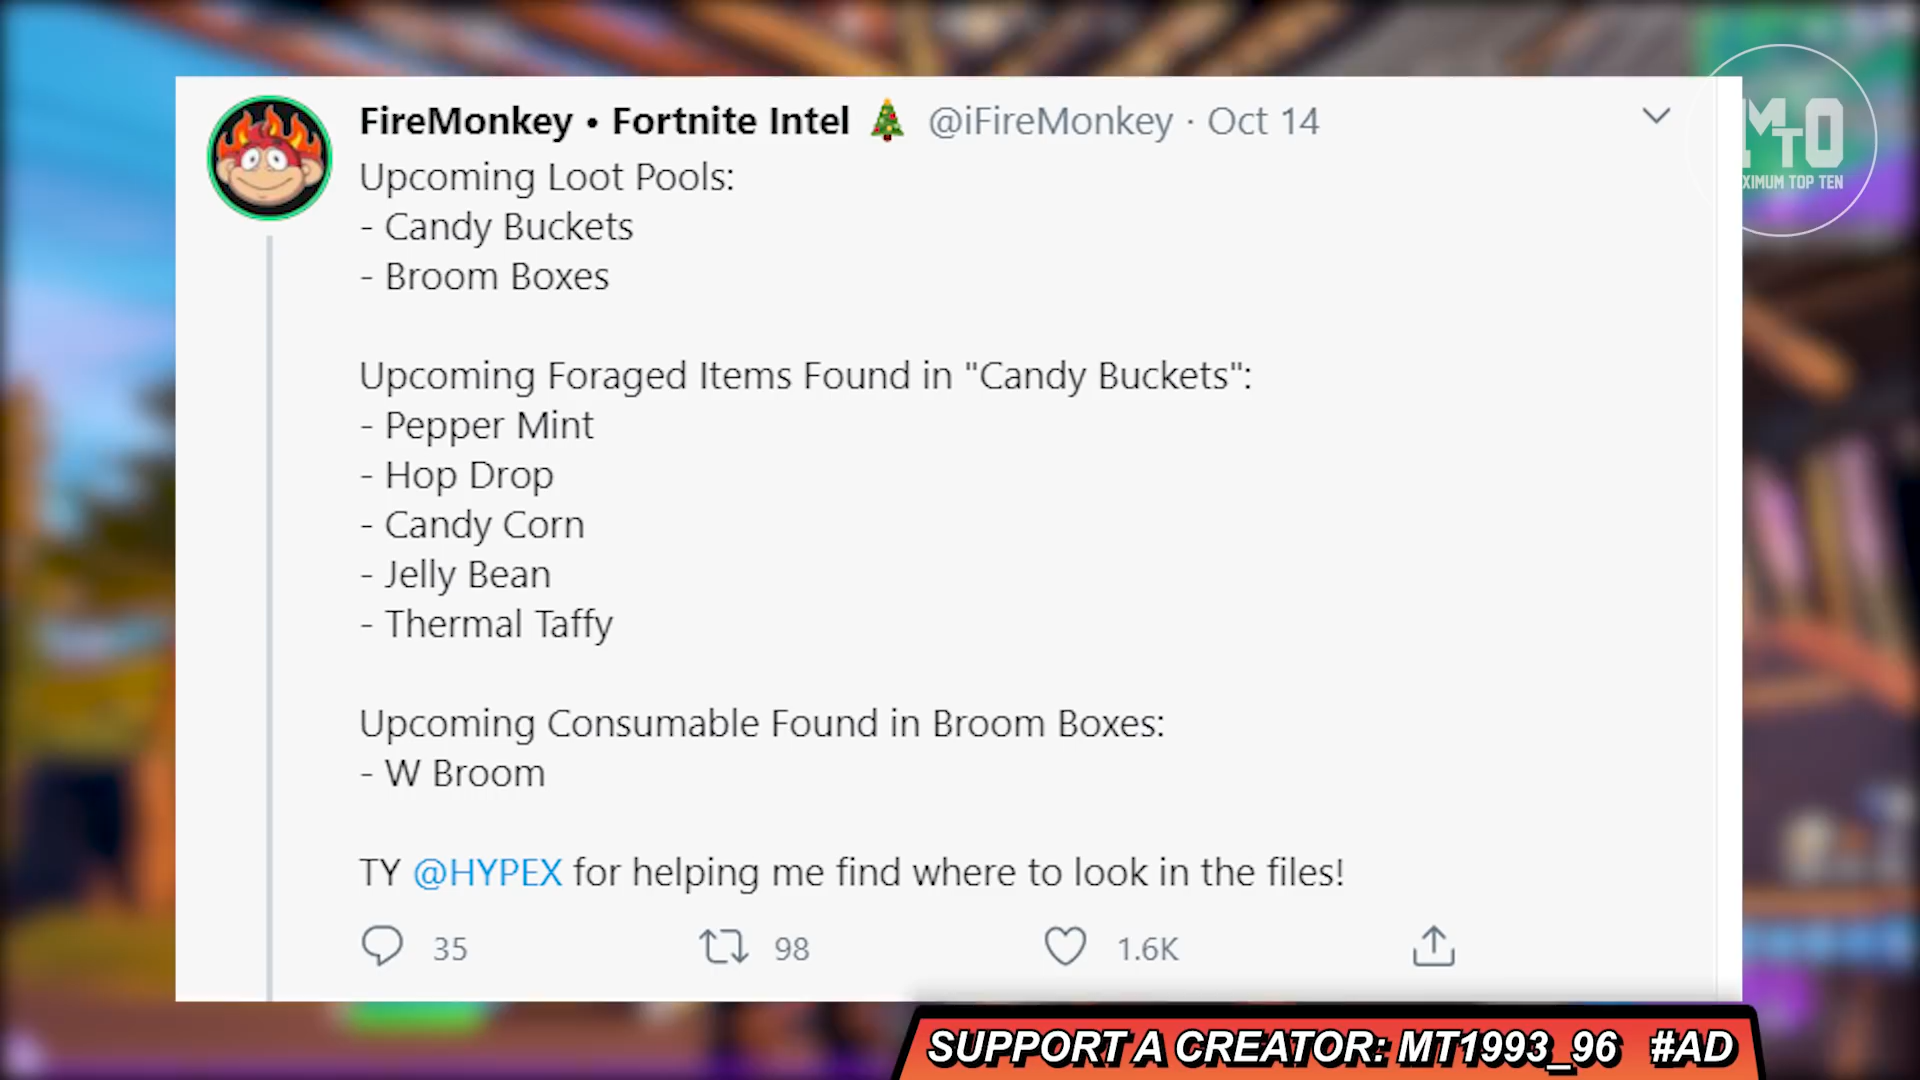 FireMonkey • Fortnite Intel 🎄 @iFireMonkey · Oct 14
Upcoming Loot Pools:
- Candy Buckets
- Broom Boxes
Upcoming Foraged Items Found in "Candy Buckets":
- Pepper Mint
- Hop Drop
- Candy Corn
- Jelly Bean
- Thermal Taffy
Upcoming Consumable Found in Broom Boxes:
- W Broom
TY @HYPEX for helping me find where to look in the files!
35 98 1.6K
TOP TEN
SUPPORT A CREATOR: MT1993_96 #AD